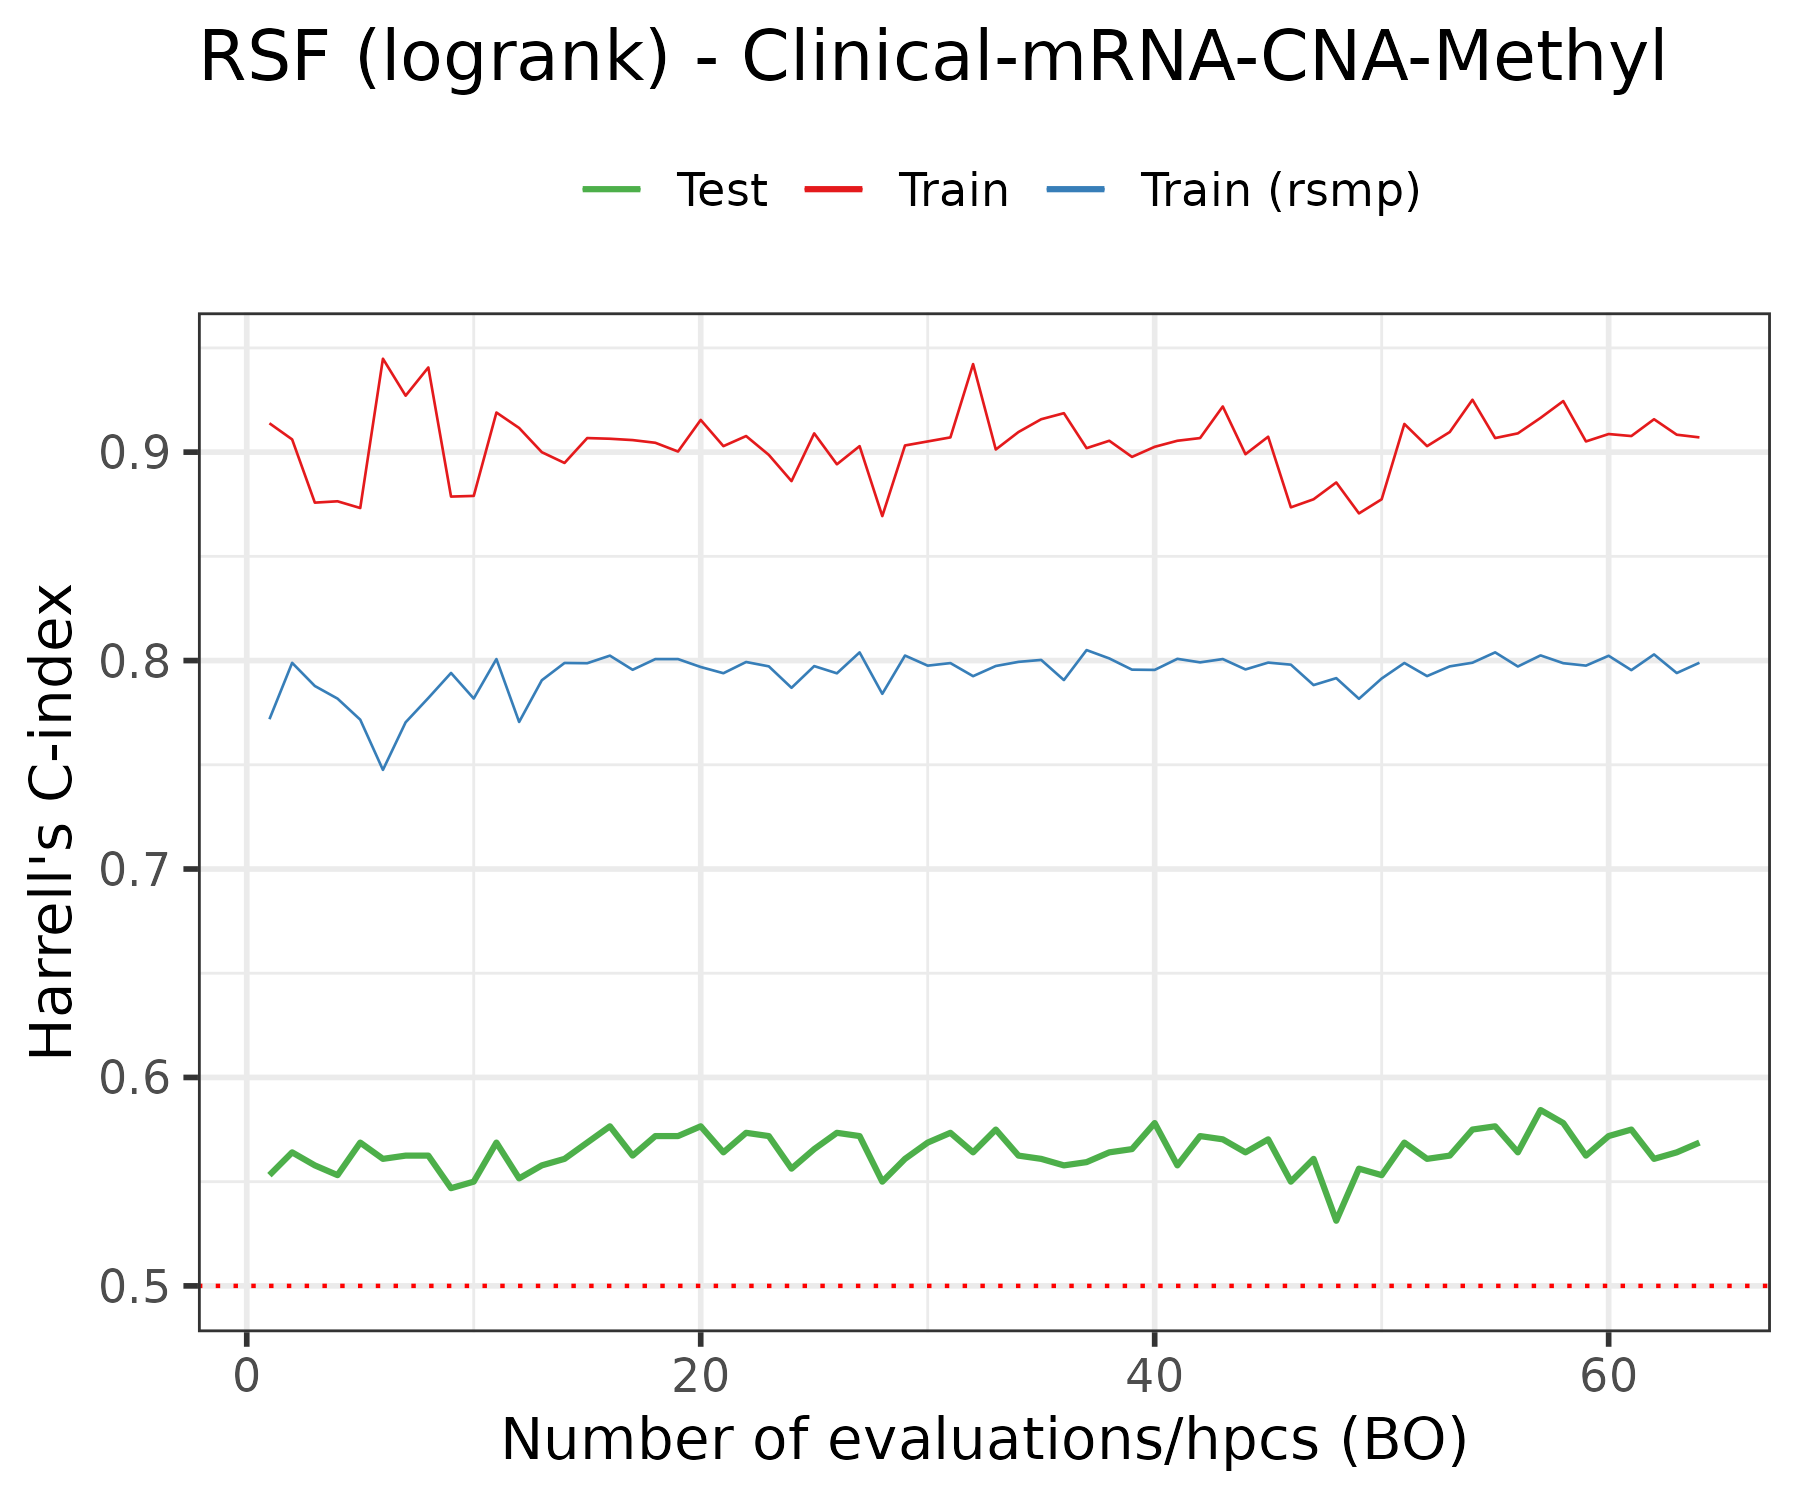 RSF (logrank) - Clinical-mRNA-CNA-Methyl
Test Train Train (rsmp)
Harrell's C-index
0.9
0.8
0.7
0.6
0.5
0 20 40 60
Number of evaluations/hpcs (BO)